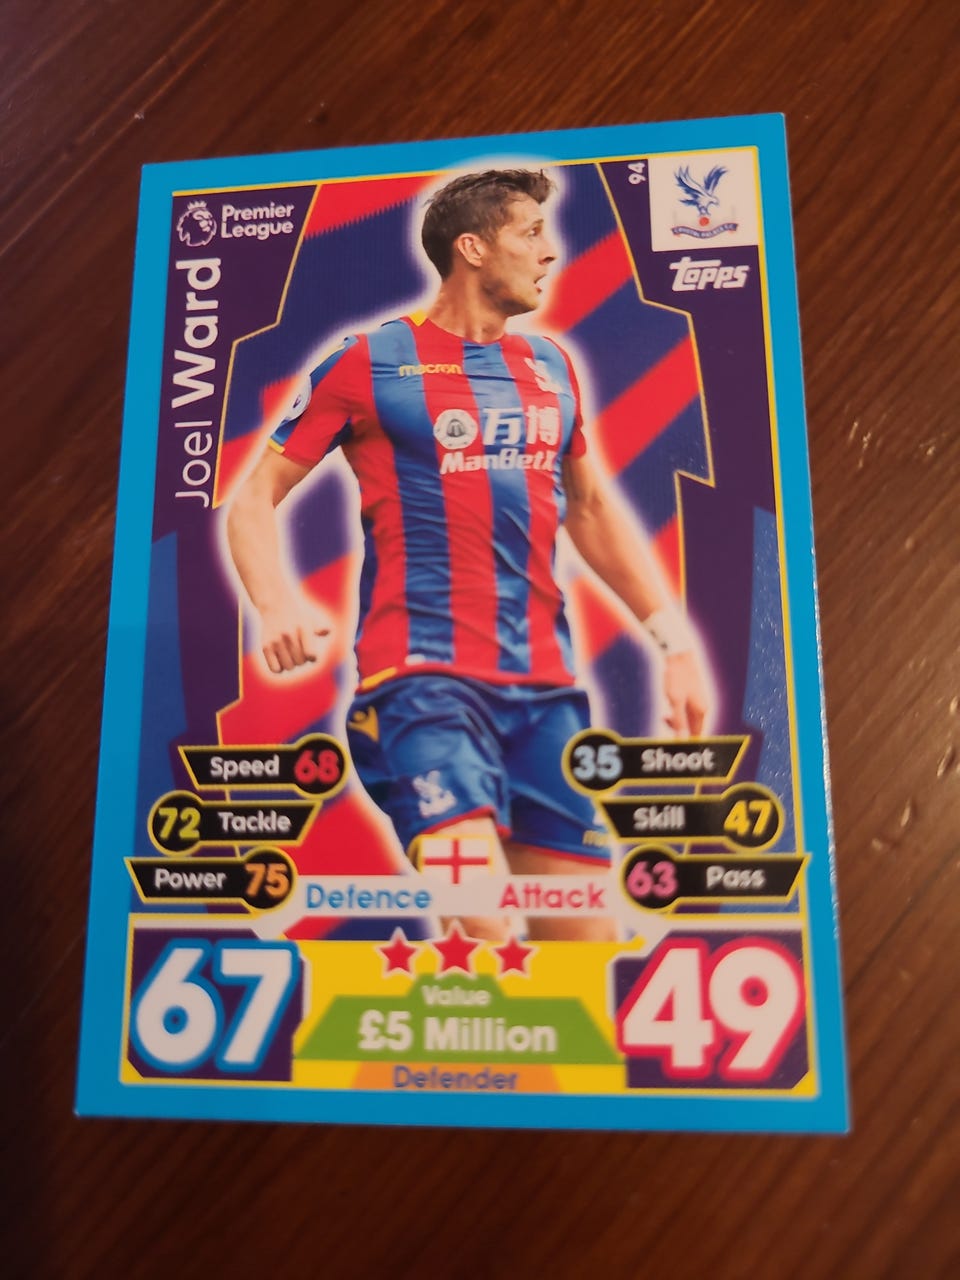 Premier
League
94
CRYSTAL PALACE F.C.
topps
Joel Ward
macron
万博
ManBetX
Speed 68
35 Shoot
72 Tackle
Skill 47
Power 75
63 Pass
Defence
Attack
67
Value
£5 Million
49
Defender